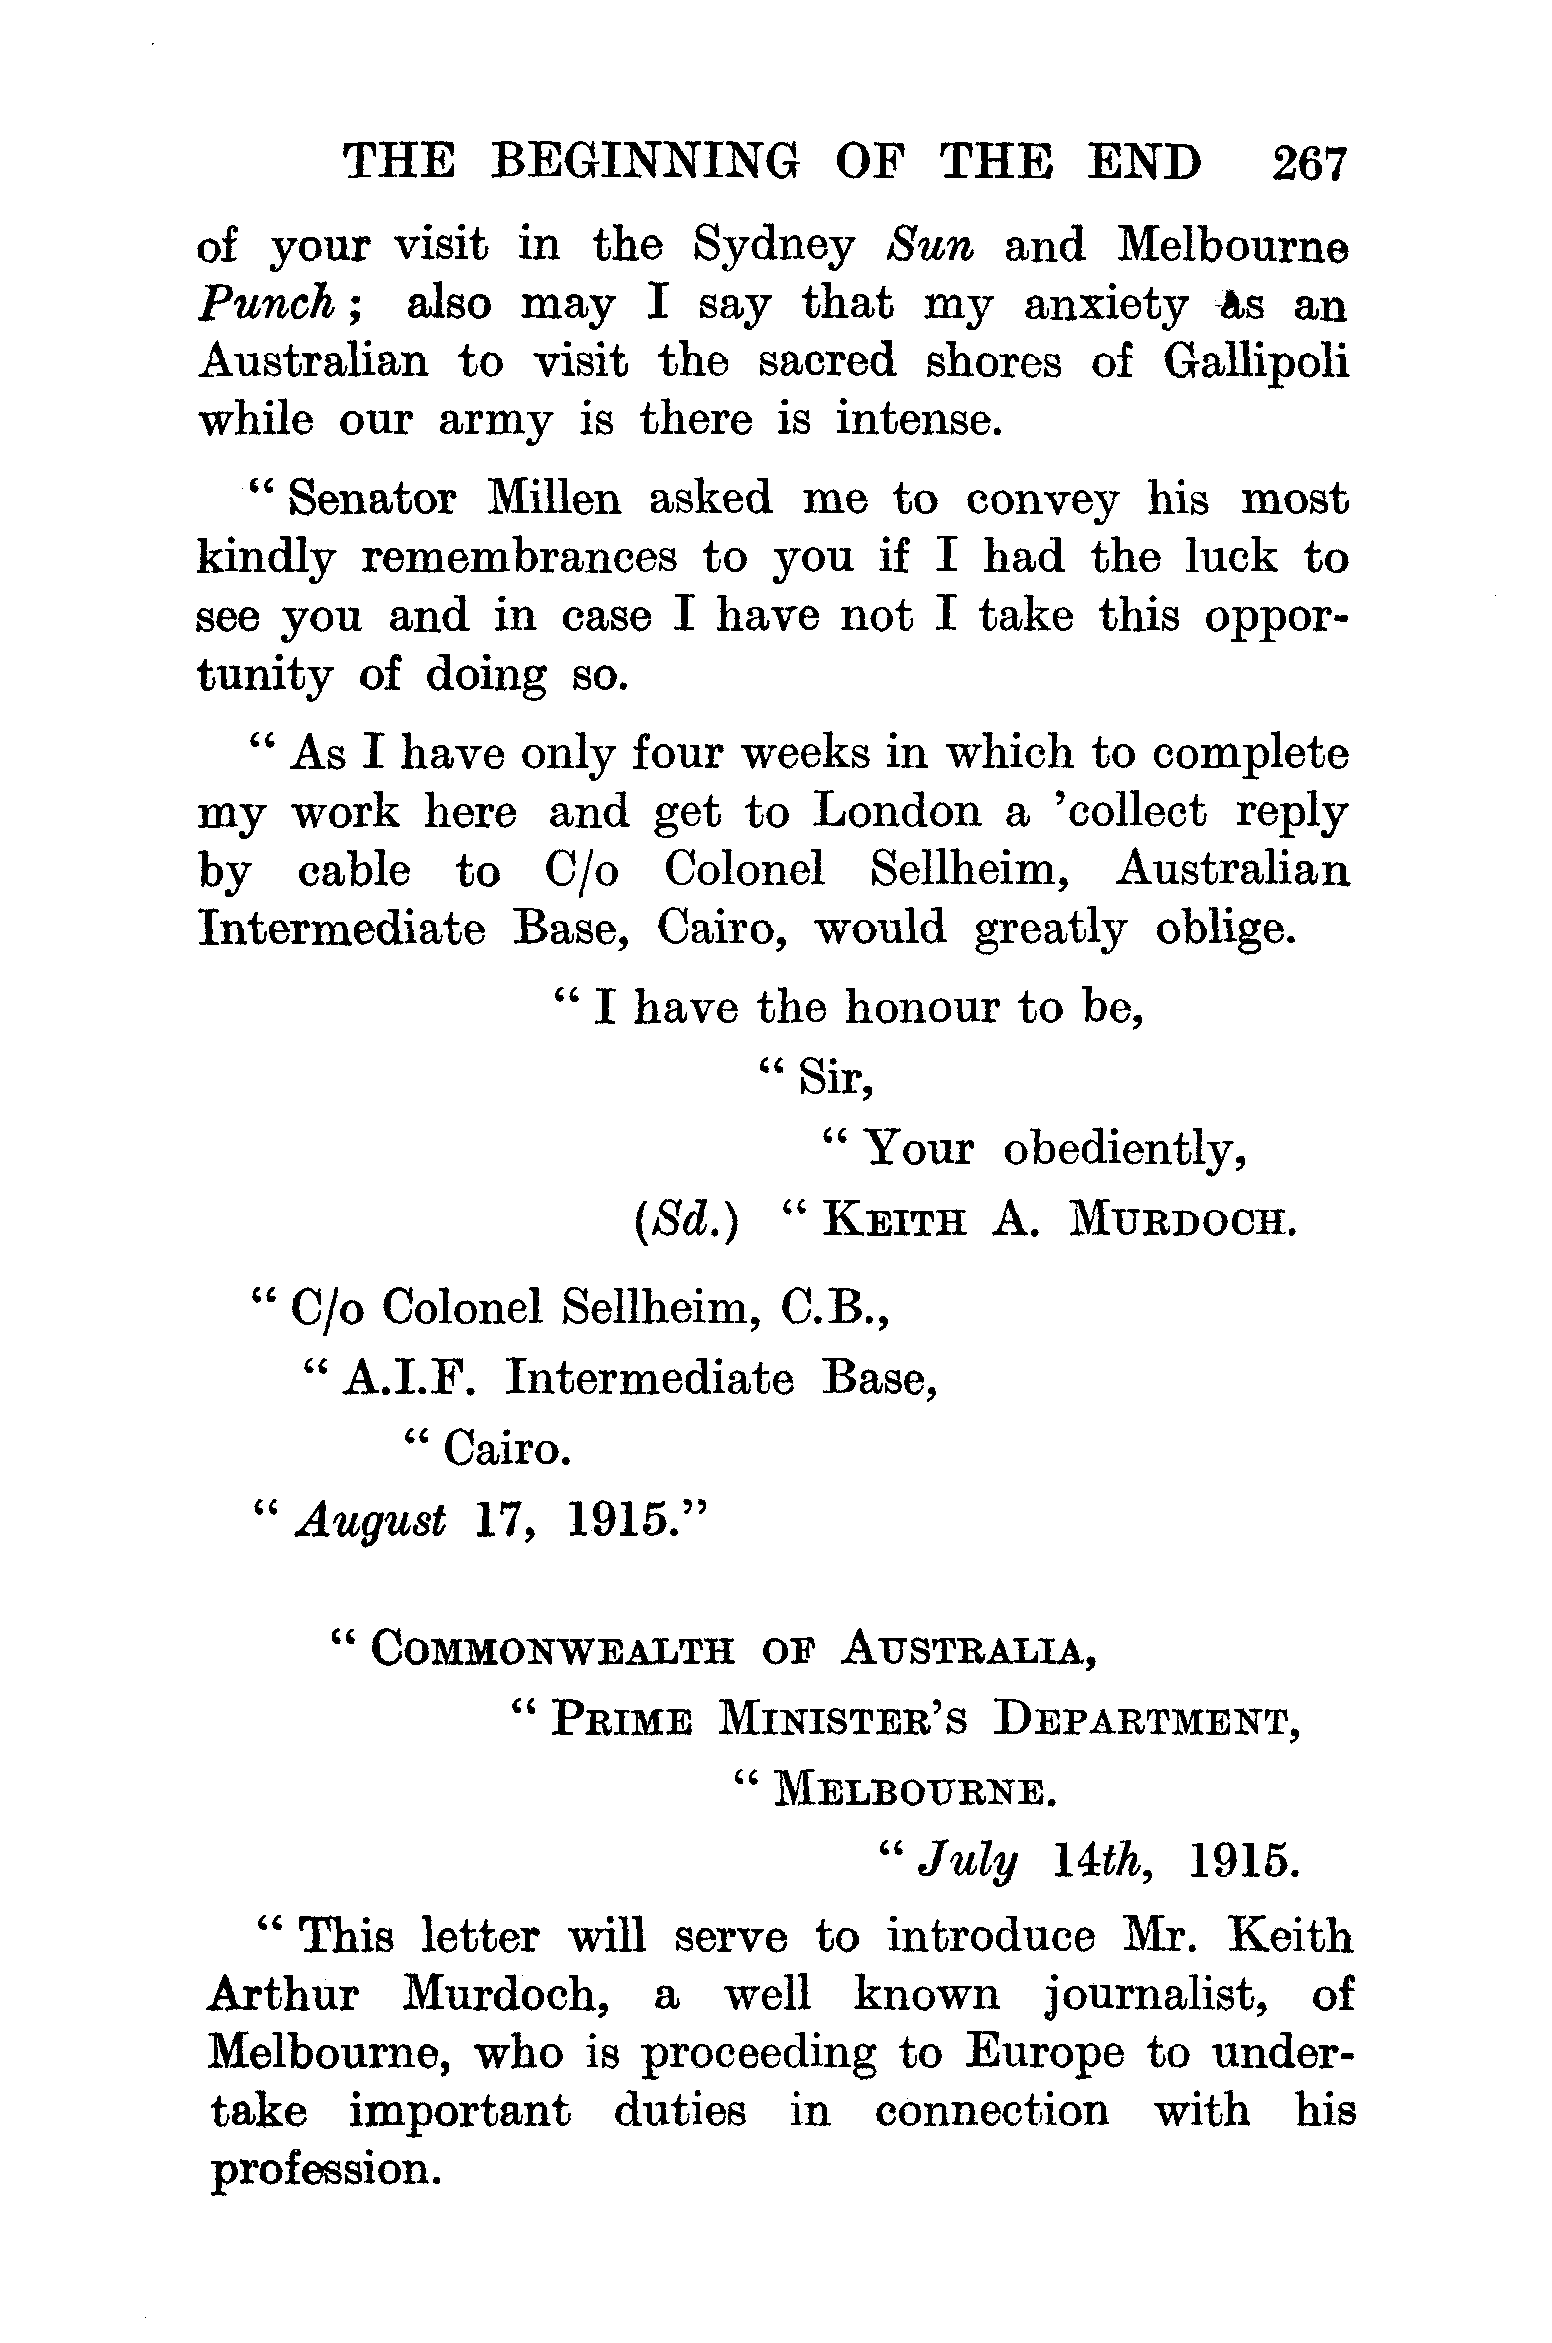 THE BEGINNING OF THE END 267
of your visit in the Sydney Sun and Melbourne
Punch ; also may I say that my anxiety as an
Australian to visit the sacred shores of Gallipoli
while our army is there is intense.
“ Senator Millen asked me to convey his most
kindly remembrances to you if I had the luck to
see you and in case I have not I take this oppor-
tunity of doing so.
“ As I have only four weeks in which to complete
my work here and get to London a ’collect reply
by cable to C/o Colonel Sellheim, Australian
Intermediate Base, Cairo, would greatly oblige.
“ I have the honour to be,
“ Sir,
“ Your obediently,
(Sd.) “ KEITH A. MURDOCH.
“ C/o Colonel Sellheim, C.B.,
“ A.I.F. Intermediate Base,
“ Cairo.
“ August 17, 1915.”
“ COMMONWEALTH OF AUSTRALIA,
“ PRIME MINISTER’S DEPARTMENT,
“ MELBOURNE.
“ July 14th, 1915.
“ This letter will serve to introduce Mr. Keith
Arthur Murdoch, a well known journalist, of
Melbourne, who is proceeding to Europe to under-
take important duties in connection with his
profession.